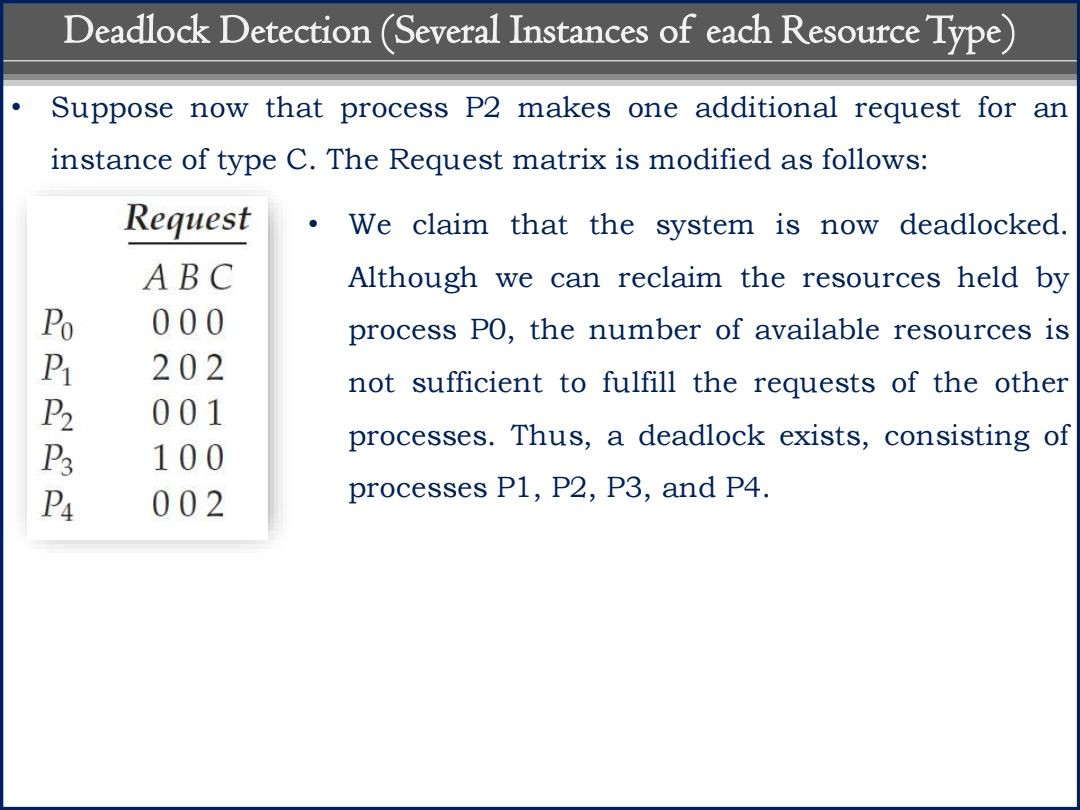 Deadlock Detection (Several Instances of each Resource Type)
• Suppose now that process P2 makes one additional request for an
instance of type C. The Request matrix is modified as follows:
Request
A B C
P0 0 0 0
P1 2 0 2
P2 0 0 1
P3 1 0 0
P4 0 0 2
• We claim that the system is now deadlocked.
Although we can reclaim the resources held by
process P0, the number of available resources is
not sufficient to fulfill the requests of the other
processes. Thus, a deadlock exists, consisting of
processes P1, P2, P3, and P4.